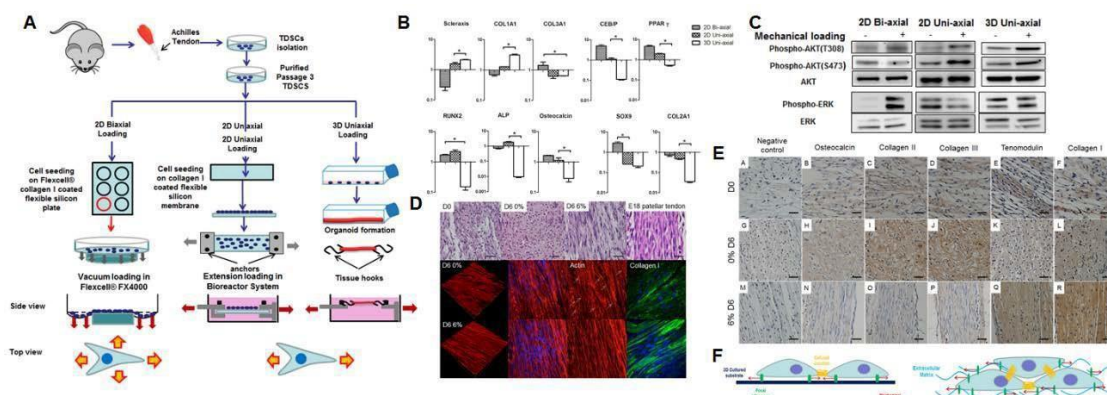 A
Achilles
Tendon
TDSCs
isolation
Purified
Passage 3
TDSCS
2D Biaxial
Loading
2D Uniaxial
2D Uniaxial
Loading
3D Uniaxial
Loading
Cell seeding
on Flexcell®
collagen I coated
flexible silicon
plate
Cell seeding
on collagen I
coated flexible
silicon
membrane
Organoid formation
anchors
Tissue hooks
Vacuum loading in
Flexcell® FX4000
Extension loading in
Bioreactor System
Side view
Top view
B
Scleraxis
COL1A1
COL3A1
CEB/P
PPAR γ
2D Bi-axial
2D Uni-axial
3D Uni-axial
RUNX2
ALP
Osteocalcin
SOX9
COL2A1
C
2D Bi-axial 2D Uni-axial 3D Uni-axial
Mechanical loading - + - + - +
Phospho-AKT(T308)
Phospho-AKT(S473)
AKT
Phospho-ERK
ERK
D
D0
D6 0%
D6 6%
E18 patellar tendon
D6 0%
Actin
Collagen I
D6 6%
E
Negative
control
Osteocalcin
Collagen II
Collagen III
Tenomodulin
Collagen I
D0
A B C D E F
0% D6
G H I J K L
6% D6
M N O P Q R
F
Extracellular